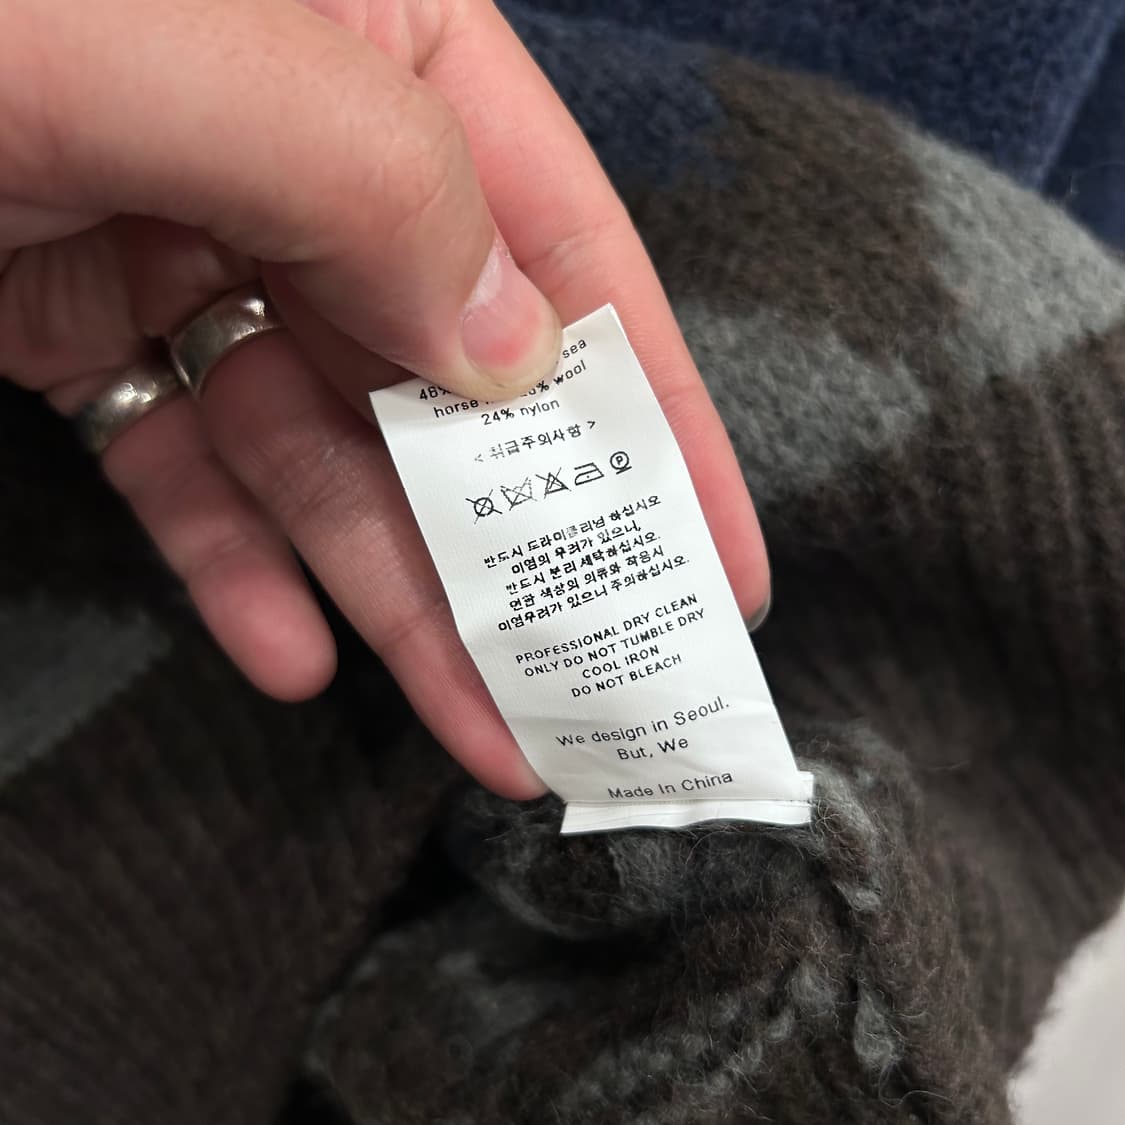 sea
horse wool
24% nylon
< 취급주의사항 >
P
반드시 드라이클리닝 하십시오
이염의 우려가 있으니,
반드시 분리 세탁하십시오.
연관 색상의 의류와 착용시
이염우려가 있으니 주의하십시오.
PROFESSIONAL DRY CLEAN
ONLY DO NOT TUMBLE DRY
COOL IRON
DO NOT BLEACH
We design in Seoul.
But, We
Made In China